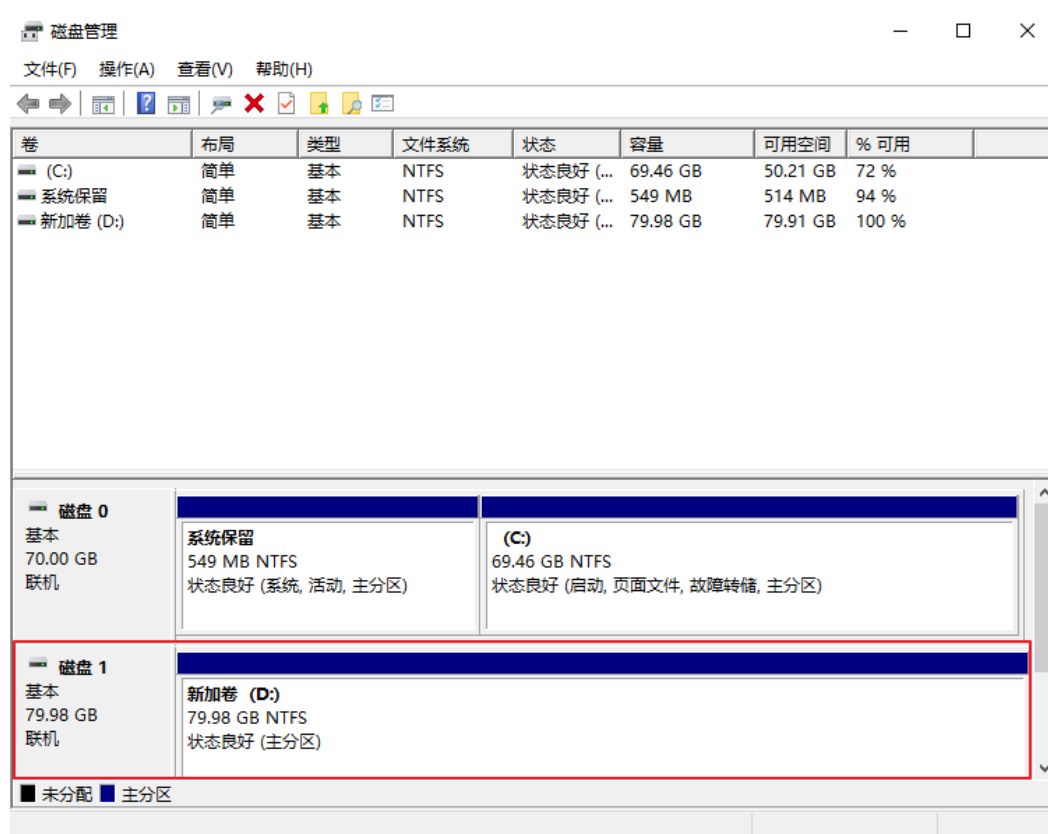 磁盘管理
文件(F) 操作(A) 查看(V) 帮助(H)
卷 布局 类型 文件系统 状态 容量 可用空间 % 可用
(C:) 简单 基本 NTFS 状态良好 (... 69.46 GB 50.21 GB 72 %
系统保留 简单 基本 NTFS 状态良好 (... 549 MB 514 MB 94 %
新加卷 (D:) 简单 基本 NTFS 状态良好 (... 79.98 GB 79.91 GB 100 %
磁盘 0
基本
70.00 GB
联机
系统保留
549 MB NTFS
状态良好 (系统, 活动, 主分区)
(C:)
69.46 GB NTFS
状态良好 (启动, 页面文件, 故障转储, 主分区)
磁盘 1
基本
79.98 GB
联机
新加卷 (D:)
79.98 GB NTFS
状态良好 (主分区)
未分配 主分区